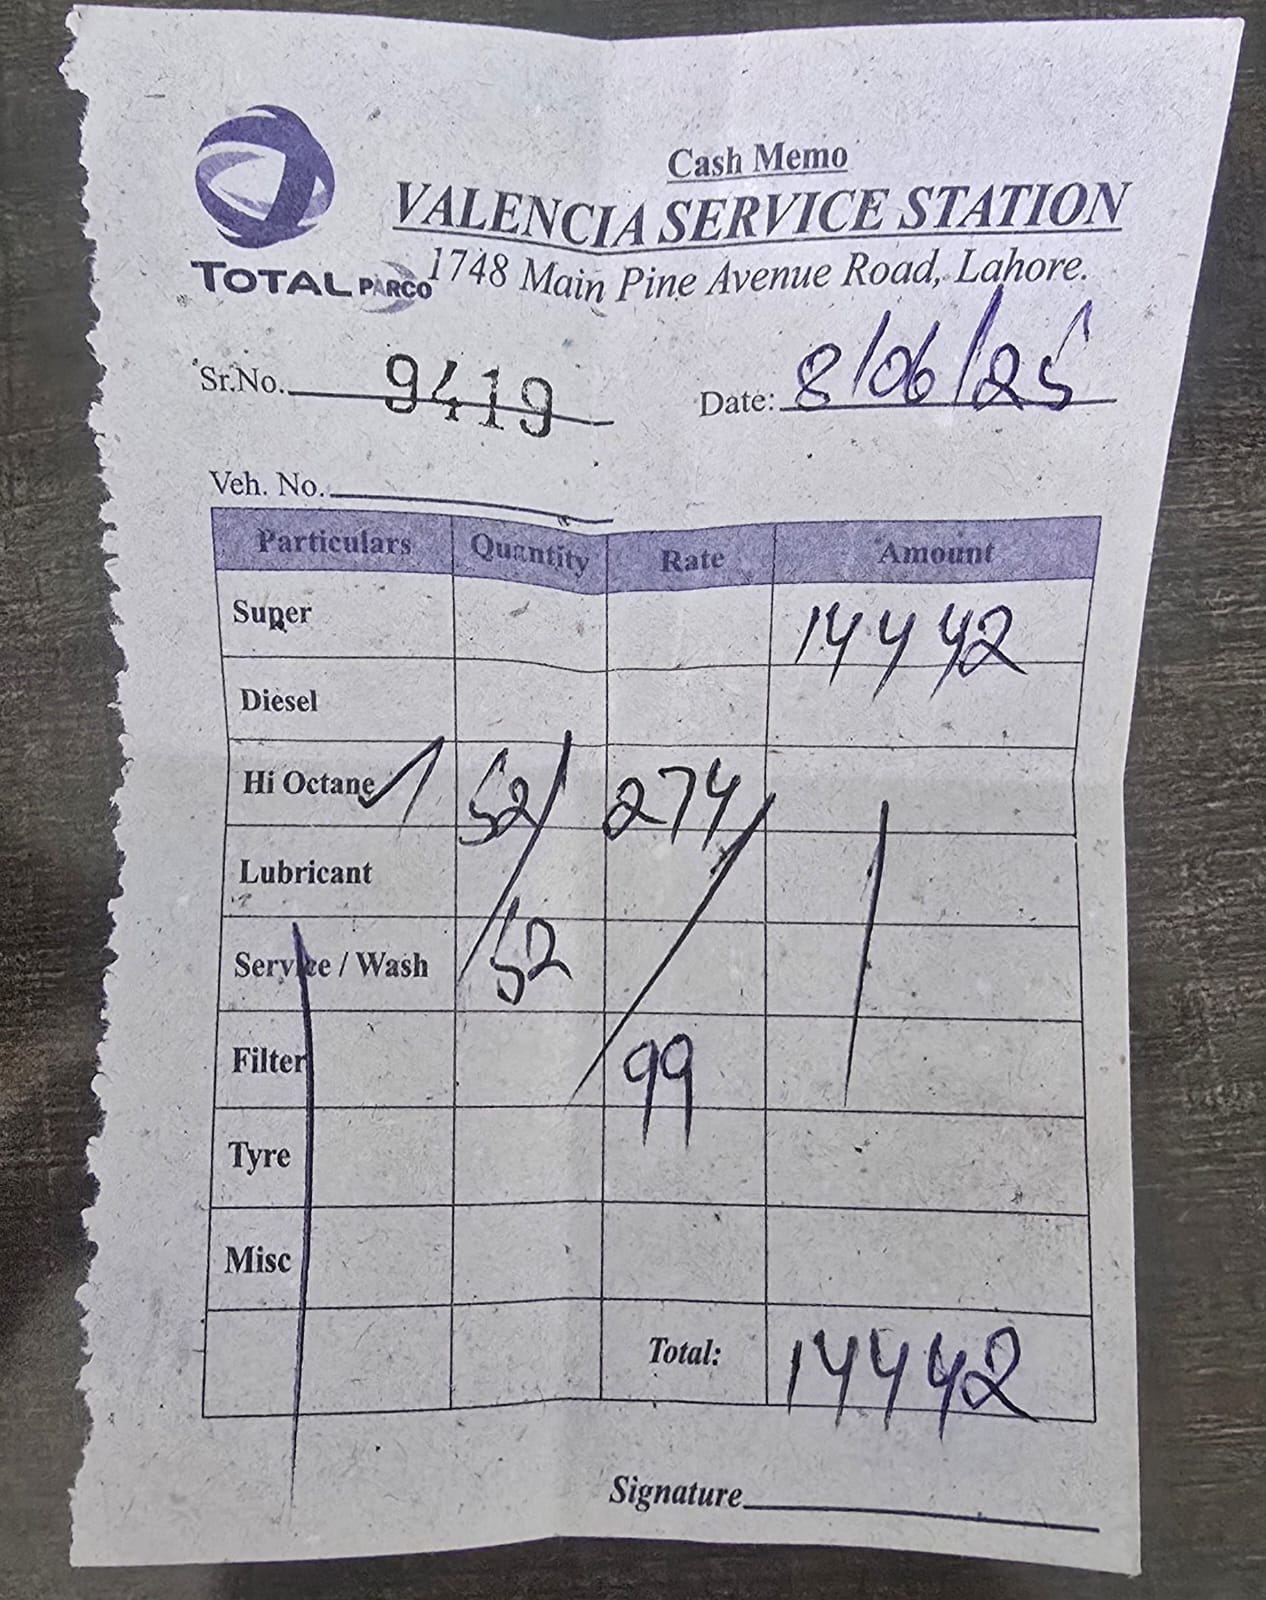 Cash Memo
VALENCIA SERVICE STATION
TOTAL PARCO 1748 Main Pine Avenue Road, Lahore.
Sr.No. 9419 Date: 8/06/25
Veh. No.
Particulars Quantity Rate Amount
Super 14442
Diesel
Hi Octane 52 274
Lubricant
Service / Wash 52
Filter 99
Tyre
Misc
Total: 14442
Signature